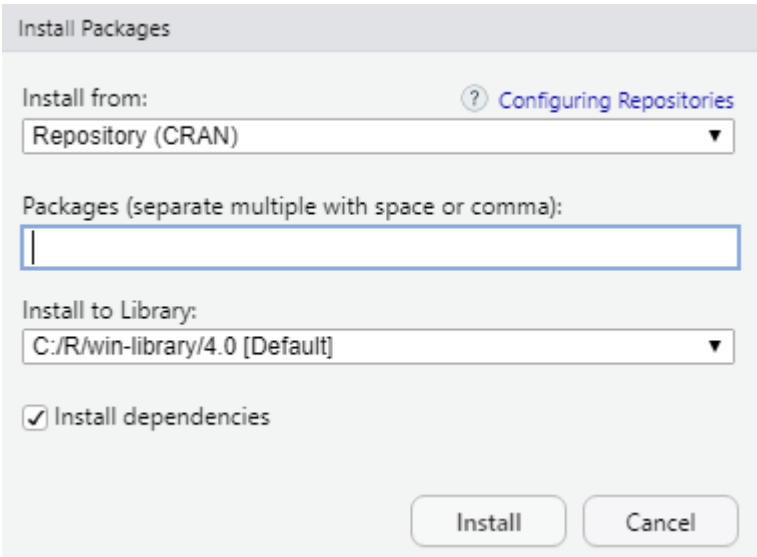 Install Packages
Install from:
? Configuring Repositories
Repository (CRAN)
Packages (separate multiple with space or comma):
Install to Library:
C:/R/win-library/4.0 [Default]
Install dependencies
Install
Cancel